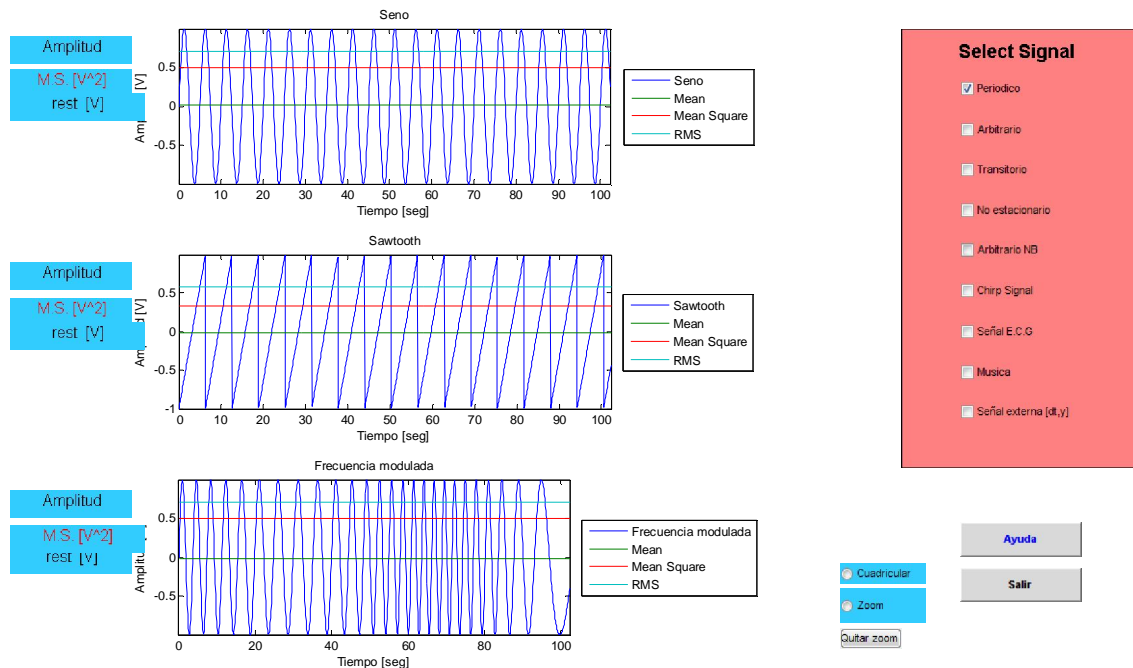 Seno
Amplitud
M.S. [V^2]
rest [V]
[V]
0.5
0
-0.5
0 10 20 30 40 50 60 70 80 90 100
Tiempo [seg]
Seno
Mean
Mean Square
RMS
Sawtooth
Amplitud
M.S. [V^2]
rest [V]
[V]
0.5
0
-0.5
-1
0 10 20 30 40 50 60 70 80 90 100
Tiempo [seg]
Sawtooth
Mean
Mean Square
RMS
Frecuencia modulada
Amplitud
M.S. [V^2]
rest [V]
0.5
0
-0.5
0 20 40 60 80 100
Tiempo [seg]
Frecuencia modulada
Mean
Mean Square
RMS
Select Signal
Periodico
Arbitrario
Transitorio
No estacionario
Arbitrario NB
Chirp Signal
Señal E.C.G
Musica
Señal externa [dt,y]
Ayuda
Salir
Cuadricular
Zoom
Quitar zoom